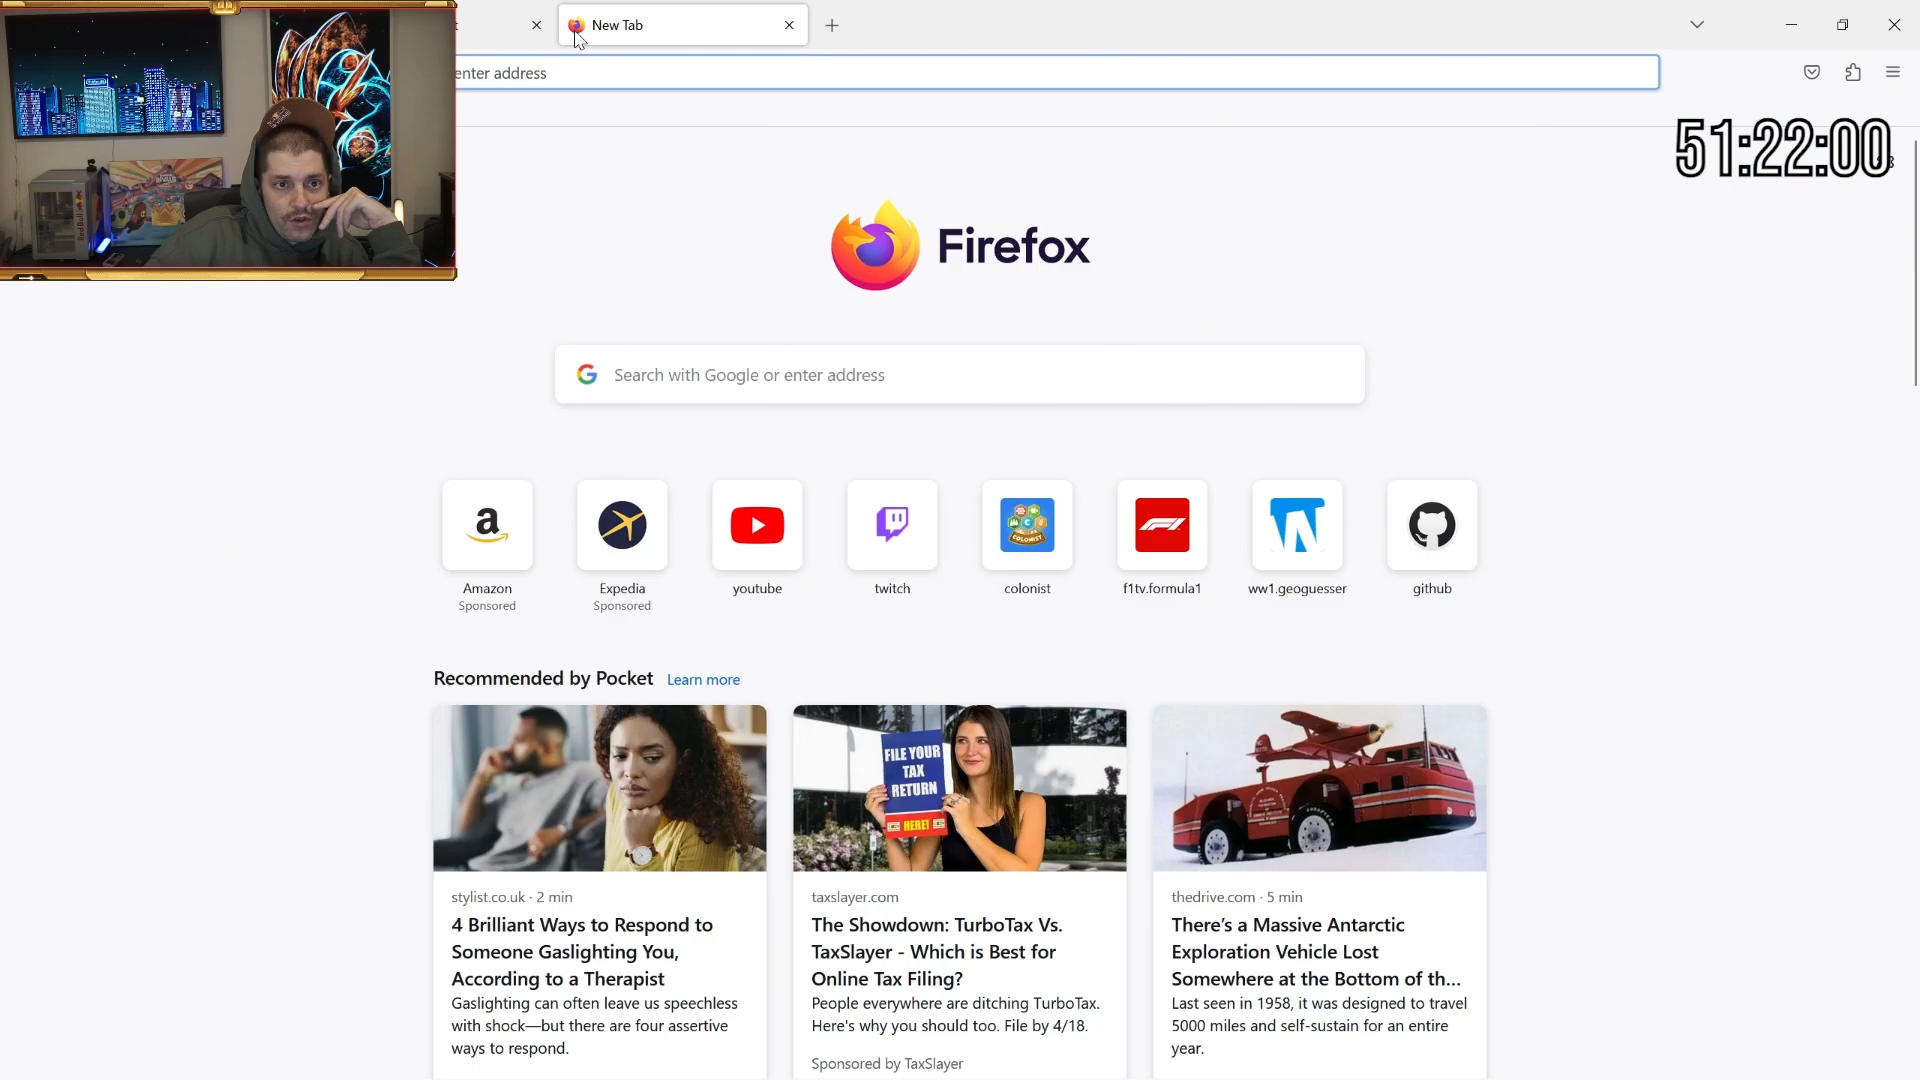 New Tab
enter address
51:22:00
Firefox
Search with Google or enter address
Amazon
Sponsored
Expedia
Sponsored
youtube
twitch
colonist
f1tv.formula1
ww1.geoguesser
github
Recommended by Pocket Learn more
FILE YOUR
TAX
RETURN
HERE!
stylist.co.uk · 2 min
4 Brilliant Ways to Respond to
Someone Gaslighting You,
According to a Therapist
Gaslighting can often leave us speechless
with shock—but there are four assertive
ways to respond.
taxslayer.com
The Showdown: TurboTax Vs.
TaxSlayer - Which is Best for
Online Tax Filing?
People everywhere are ditching TurboTax.
Here's why you should too. File by 4/18.
Sponsored by TaxSlayer
thedrive.com · 5 min
There’s a Massive Antarctic
Exploration Vehicle Lost
Somewhere at the Bottom of th...
Last seen in 1958, it was designed to travel
5000 miles and self-sustain for an entire
year.